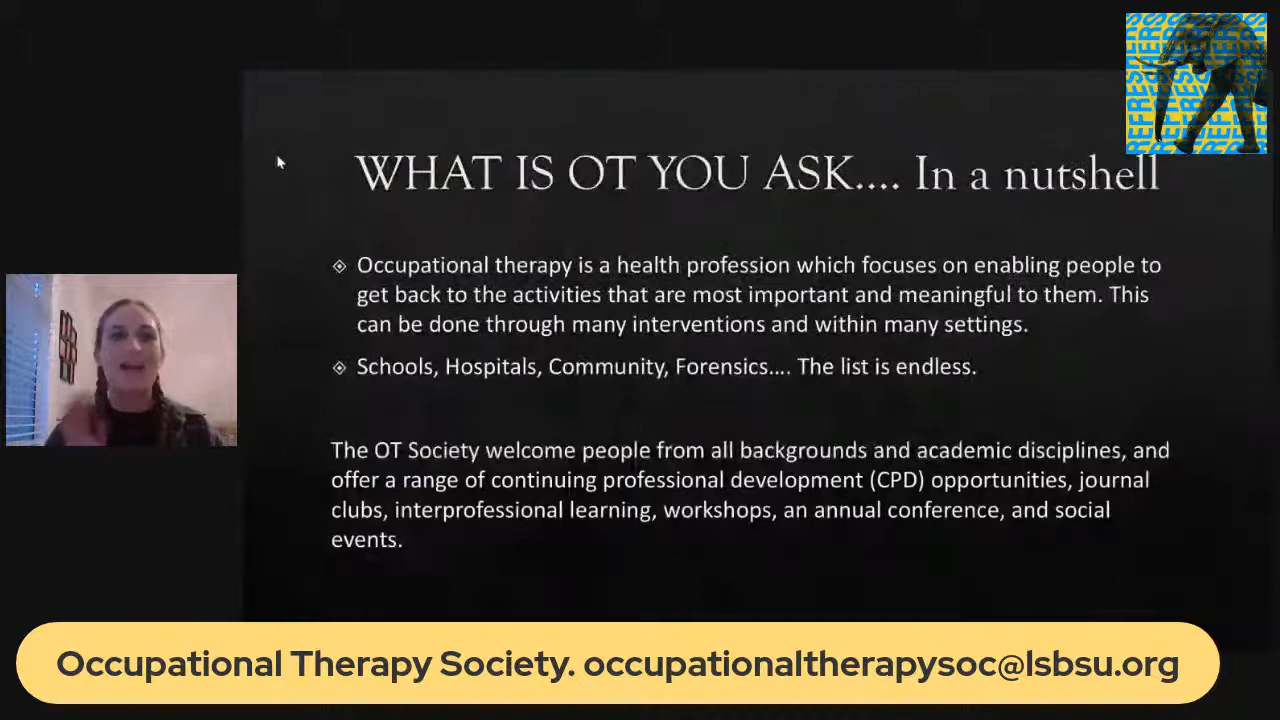 REFRESHERS
WHAT IS OT YOU ASK.... In a nutshell
Occupational therapy is a health profession which focuses on enabling people to
get back to the activities that are most important and meaningful to them. This
can be done through many interventions and within many settings.
Schools, Hospitals, Community, Forensics.... The list is endless.
The OT Society welcome people from all backgrounds and academic disciplines, and
offer a range of continuing professional development (CPD) opportunities, journal
clubs, interprofessional learning, workshops, an annual conference, and social
events.
Occupational Therapy Society. occupationaltherapysoc@lsbsu.org